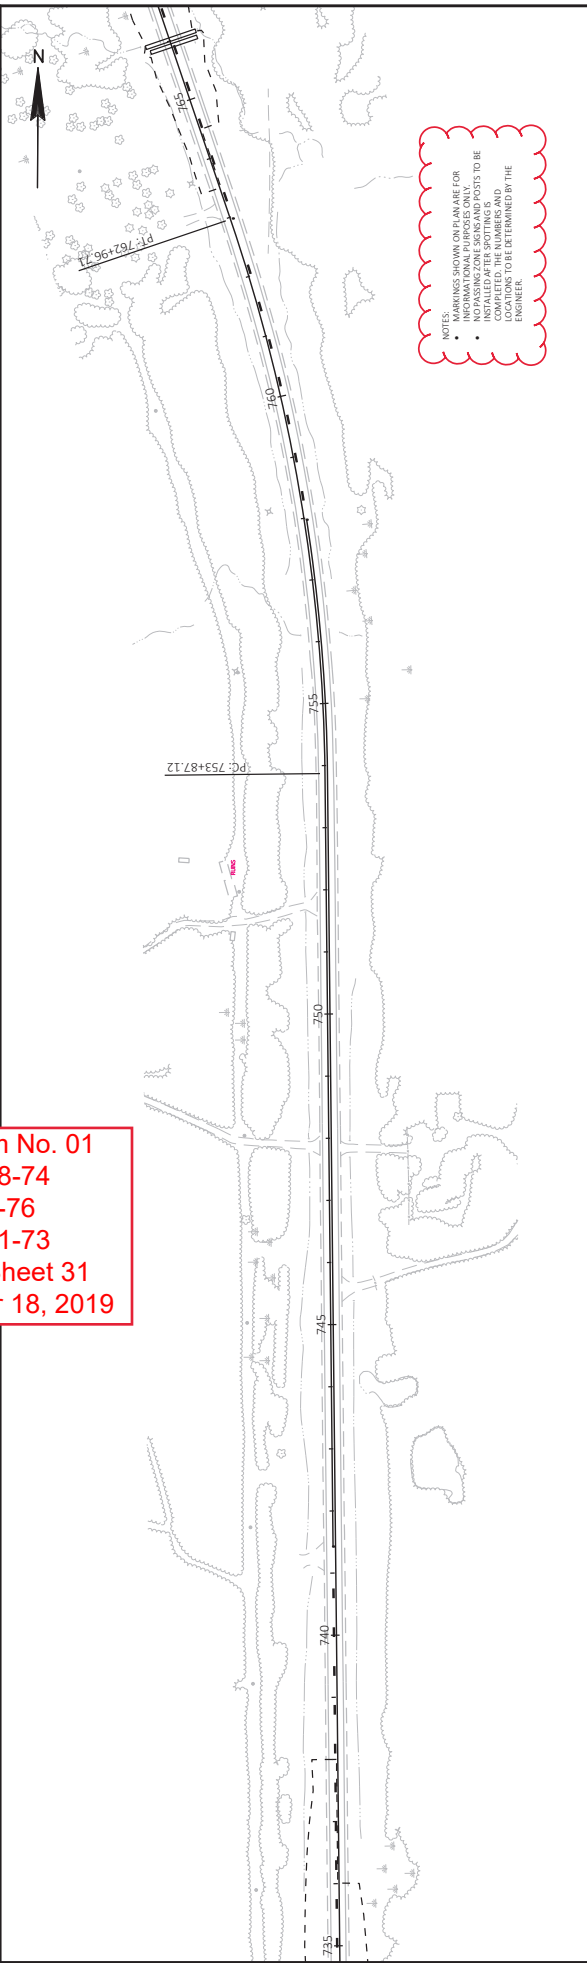 N
765
PT: 762+96.71
NOTES:
• MARKINGS SHOWN ON PLAN ARE FOR
INFORMATIONAL PURPOSES ONLY.
• NO PASSING ZONE SIGNS AND POSTS TO BE
INSTALLED AFTER SPOTTING IS
COMPLETED. THE NUMBERS AND
LOCATIONS TO BE DETERMINED BY THE
ENGINEER.
760
755
PC: 753+87.12
RUINS
750
No. 01
8-74
-76
1-73
heet 31
18, 2019
745
740
735